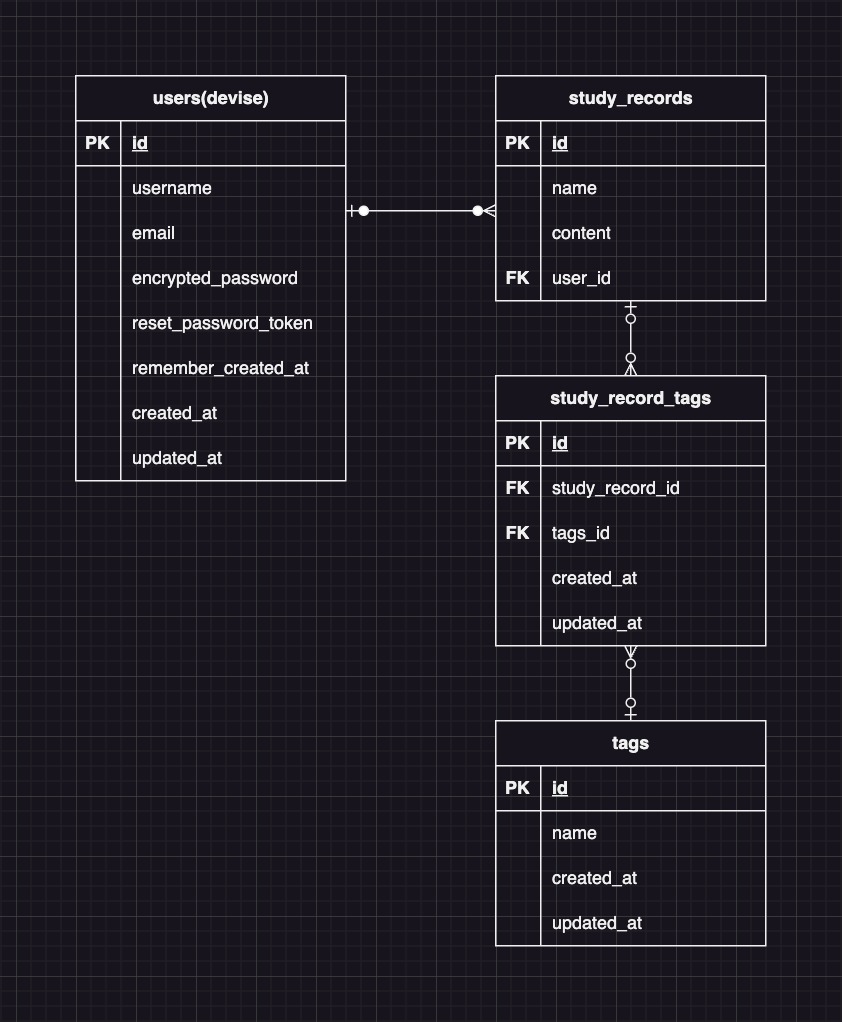 users(devise)
PK id
username
email
encrypted_password
reset_password_token
remember_created_at
created_at
updated_at
study_records
PK id
name
content
FK user_id
study_record_tags
PK id
FK study_record_id
FK tags_id
created_at
updated_at
tags
PK id
name
created_at
updated_at